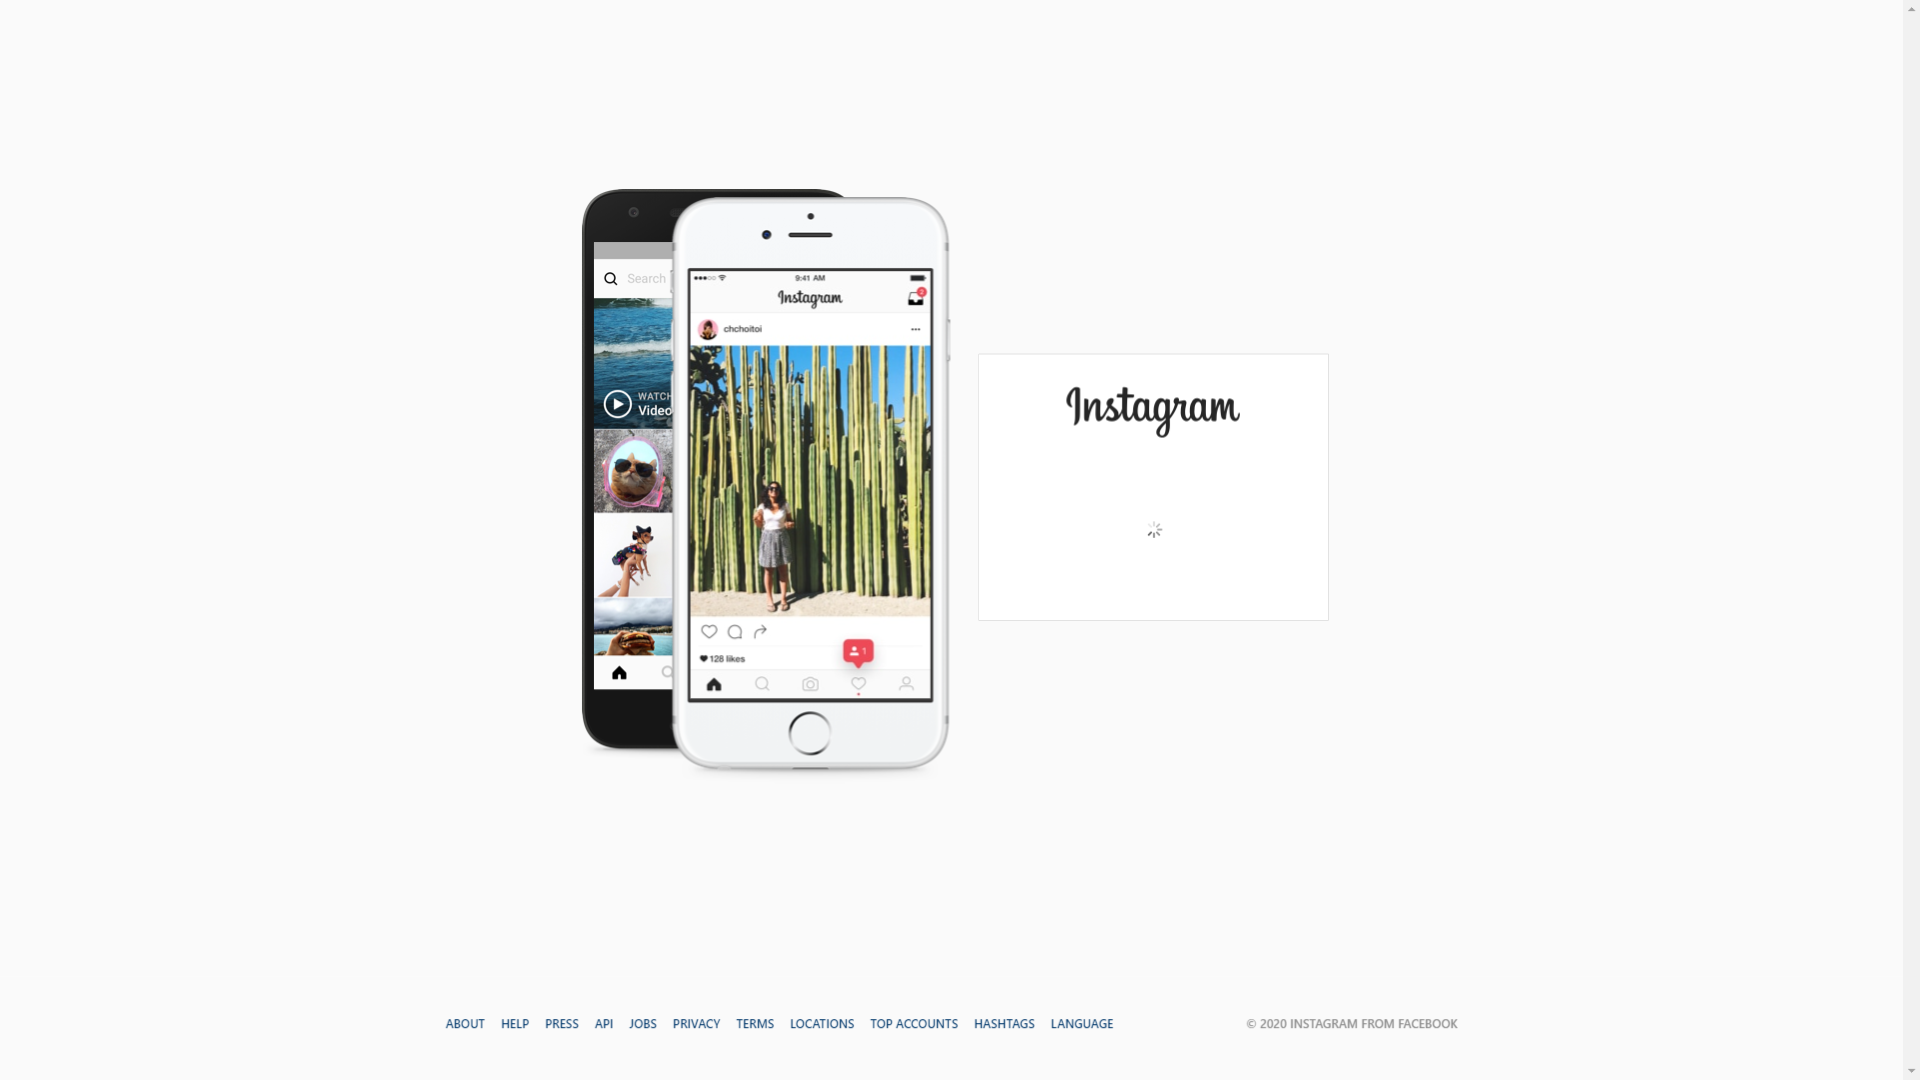 Search
WATCH
Video
9:41 AM
Instagram
2
chchoitoi
1
128 likes
Instagram
ABOUT HELP PRESS API JOBS PRIVACY TERMS LOCATIONS TOP ACCOUNTS HASHTAGS LANGUAGE
© 2020 INSTAGRAM FROM FACEBOOK